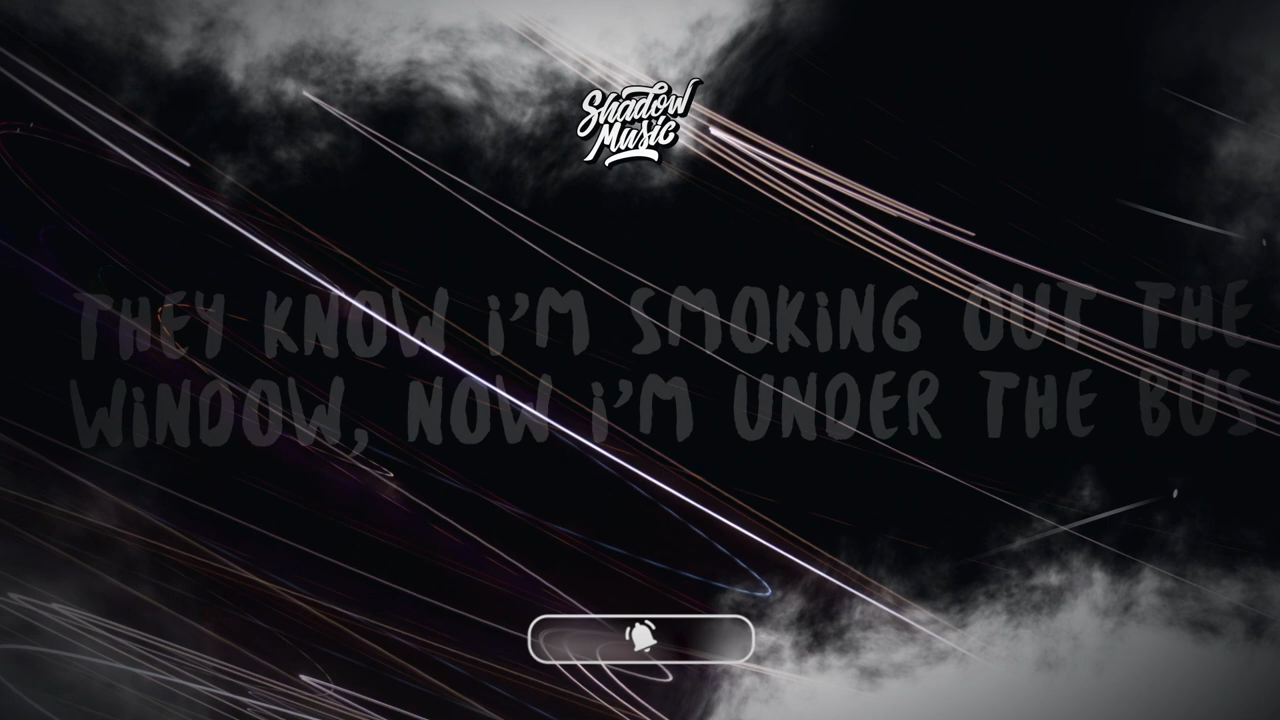 Shadow
Music
THEY KNOW i'M SMOKiNG OUT THE
WiNDOW, NOW i'M UNDER THE BUS